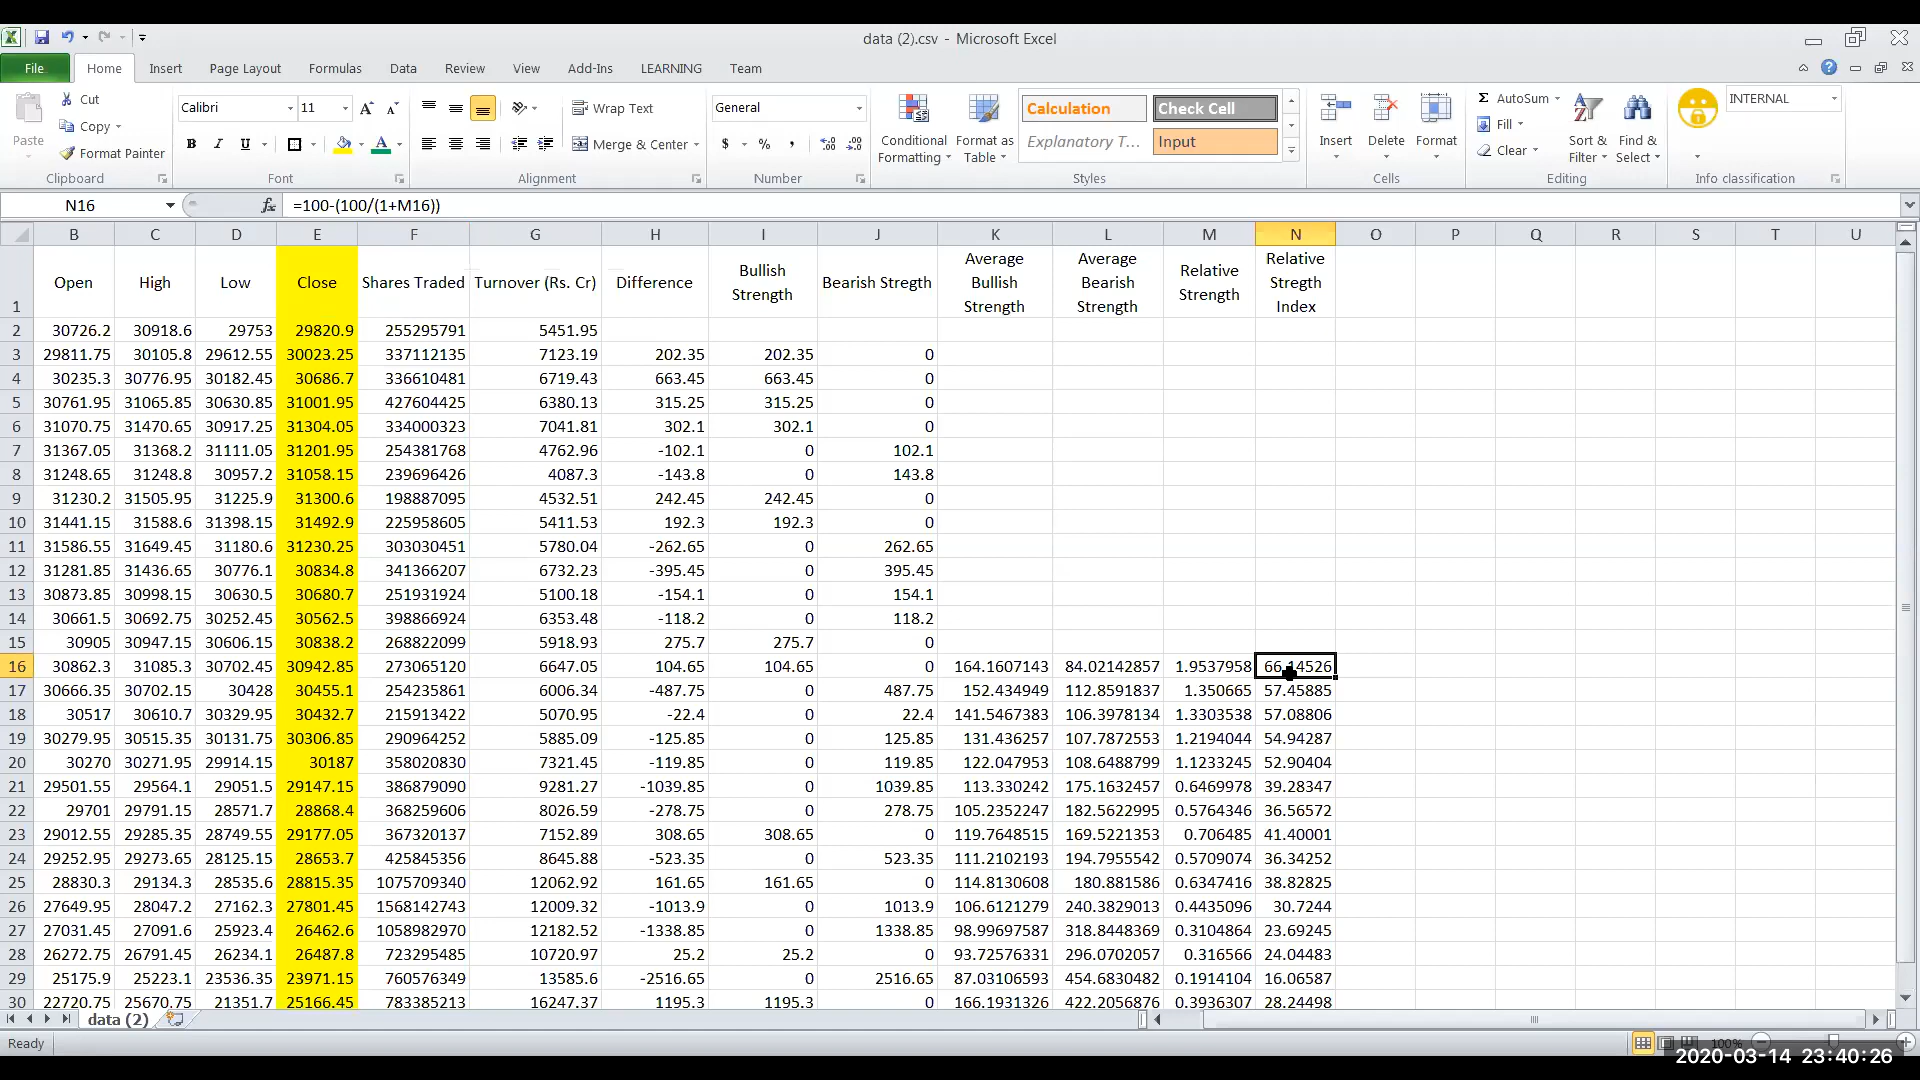 data (2).csv - Microsoft Excel
File Home Insert Page Layout Formulas Data Review View Add-Ins LEARNING Team
Cut Calibri 11 A A Wrap Text General Calculation Check Cell AutoSum INTERNAL
Paste Copy Conditional Format as Explanatory T... Input Insert Delete Format Fill Sort & Find &
Format Painter B I U A Merge & Center $ % , Formatting Table Clear Filter Select
Clipboard Font Alignment Number Styles Cells Editing Info classification
N16 fx =100-(100/(1+M16))
B C D E F G H I J K L M N O P Q R S T U
1 Open High Low Close Shares Traded Turnover (Rs. Cr) Difference Bullish Strength Bearish Stregth Average Bullish Strength Average Bearish Strength Relative Strength Relative Stregth Index
2 30726.2 30918.6 29753 29820.9 255295791 5451.95
3 29811.75 30105.8 29612.55 30023.25 337112135 7123.19 202.35 202.35 0
4 30235.3 30776.95 30182.45 30686.7 336610481 6719.43 663.45 663.45 0
5 30761.95 31065.85 30630.85 31001.95 427604425 6380.13 315.25 315.25 0
6 31070.75 31470.65 30917.25 31304.05 334000323 7041.81 302.1 302.1 0
7 31367.05 31368.2 31111.05 31201.95 254381768 4762.96 -102.1 0 102.1
8 31248.65 31248.8 30957.2 31058.15 239696426 4087.3 -143.8 0 143.8
9 31230.2 31505.95 31225.9 31300.6 198887095 4532.51 242.45 242.45 0
10 31441.15 31588.6 31398.15 31492.9 225958605 5411.53 192.3 192.3 0
11 31586.55 31649.45 31180.6 31230.25 303030451 5780.04 -262.65 0 262.65
12 31281.85 31436.65 30776.1 30834.8 341366207 6732.23 -395.45 0 395.45
13 30873.85 30998.15 30630.5 30680.7 251931924 5100.18 -154.1 0 154.1
14 30661.5 30692.75 30252.45 30562.5 398866924 6353.48 -118.2 0 118.2
15 30905 30947.15 30606.15 30838.2 268822099 5918.93 275.7 275.7 0
16 30862.3 31085.3 30702.45 30942.85 273065120 6647.05 104.65 104.65 0 164.1607143 84.02142857 1.9537958 66.14526
17 30666.35 30702.15 30428 30455.1 254235861 6006.34 -487.75 0 487.75 152.434949 112.8591837 1.350665 57.45885
18 30517 30610.7 30329.95 30432.7 215913422 5070.95 -22.4 0 22.4 141.5467383 106.3978134 1.3303538 57.08806
19 30279.95 30515.35 30131.75 30306.85 290964252 5885.09 -125.85 0 125.85 131.436257 107.7872553 1.2194044 54.94287
20 30270 30271.95 29914.15 30187 358020830 7321.45 -119.85 0 119.85 122.047953 108.6488799 1.1233245 52.90404
21 29501.55 29564.1 29051.5 29147.15 386879090 9281.27 -1039.85 0 1039.85 113.330242 175.1632457 0.6469978 39.28347
22 29701 29791.15 28571.7 28868.4 368259606 8026.59 -278.75 0 278.75 105.2352247 182.5622995 0.5764346 36.56572
23 29012.55 29285.35 28749.55 29177.05 367320137 7152.89 308.65 308.65 0 119.7648515 169.5221353 0.706485 41.40001
24 29252.95 29273.65 28125.15 28653.7 425845356 8645.88 -523.35 0 523.35 111.2102193 194.7955542 0.5709074 36.34252
25 28830.3 29134.3 28535.6 28815.35 1075709340 12062.92 161.65 161.65 0 114.8130608 180.881586 0.6347416 38.82825
26 27649.95 28047.2 27162.3 27801.45 1568142743 12009.32 -1013.9 0 1013.9 106.6121279 240.3829013 0.4435096 30.7244
27 27031.45 27091.6 25923.4 26462.6 1058982970 12182.52 -1338.85 0 1338.85 98.99697587 318.8448369 0.3104864 23.69245
28 26272.75 26791.45 26234.1 26487.8 723295485 10720.97 25.2 25.2 0 93.72576331 296.0702057 0.316566 24.04483
29 25175.9 25223.1 23536.35 23971.15 760576349 13585.6 -2516.65 0 2516.65 87.03106593 454.6830482 0.1914104 16.06587
30 22720.75 25670.75 21351.7 25166.45 783385213 16247.37 1195.3 1195.3 0 166.1931326 422.2056876 0.3936307 28.24498
data (2)
Ready 100%
2020-03-14 23:40:26